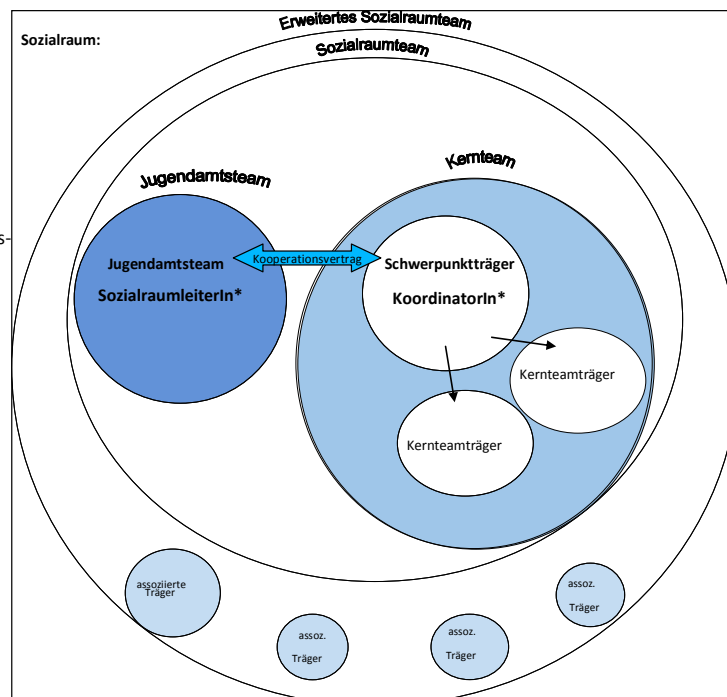 Erweitertes Sozialraumteam
Sozialraum:
Sozialraumteam
Kernteam
Jugendamtsteam
s-
Jugendamtsteam
Kooperationsvertrag
Schwerpunktträger
SozialraumleiterIn*
KoordinatorIn*
Kernteamträger
Kernteamträger
assoziierte
Träger
assoz.
Träger
assoz.
Träger
assoz.
Träger